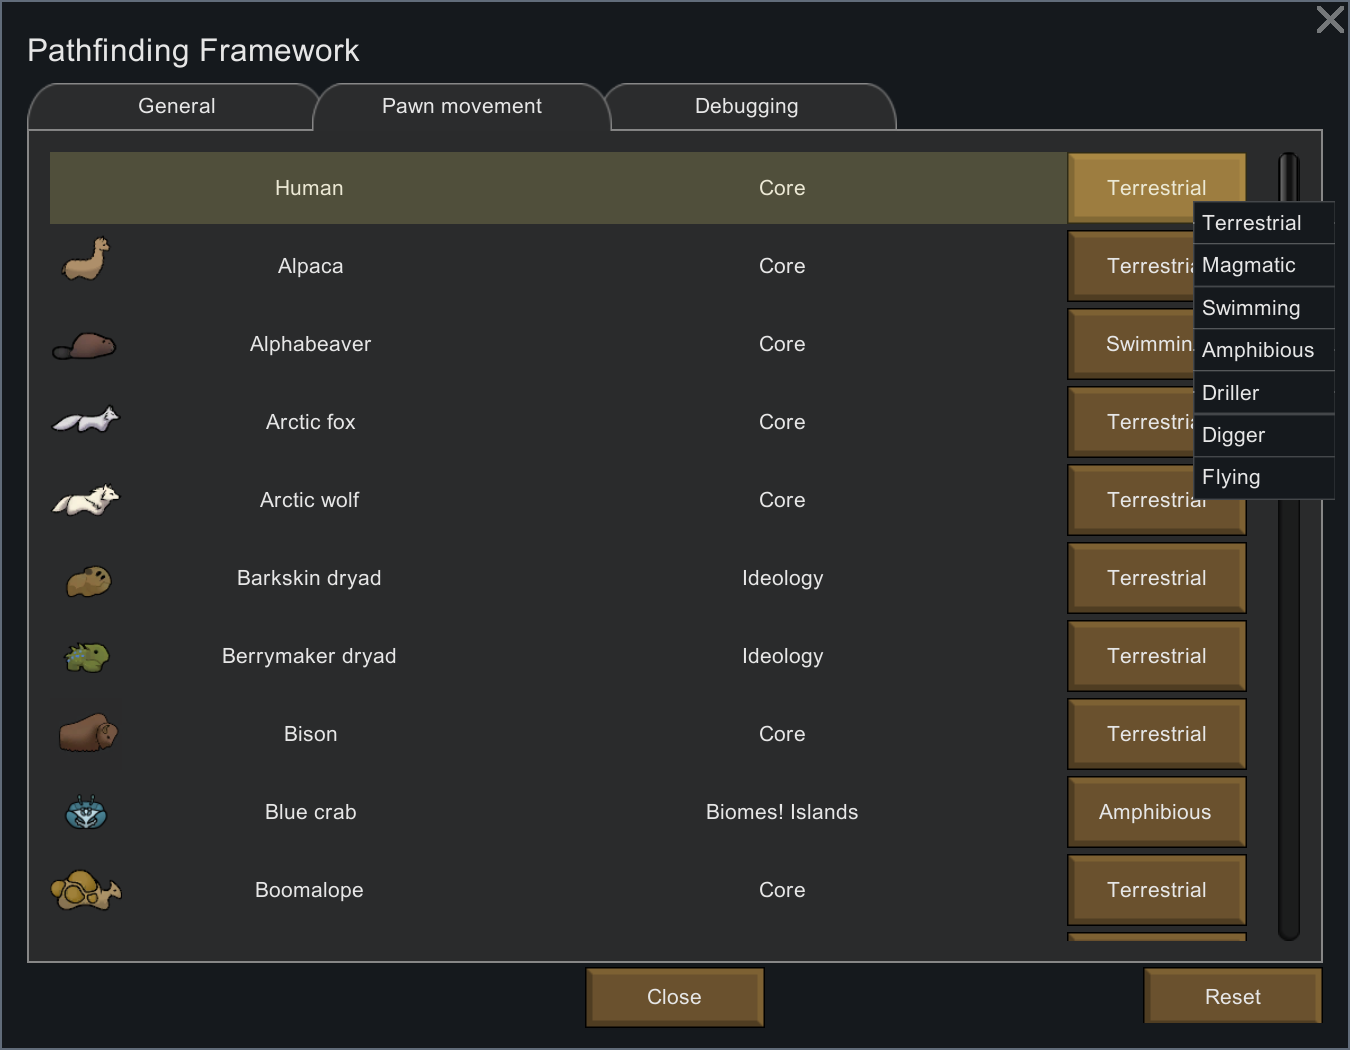 Pathfinding Framework
General Pawn movement Debugging
Human Core Terrestrial
Terrestrial
Alpaca Core Terrestria
Magmatic
Swimming
Alphabeaver Core Swimmin
Amphibious
Driller
Arctic fox Core Terrestria
Digger
Flying
Arctic wolf Core Terrestrial
Barkskin dryad Ideology Terrestrial
Berrymaker dryad Ideology Terrestrial
Bison Core Terrestrial
Blue crab Biomes! Islands Amphibious
Boomalope Core Terrestrial
Close Reset